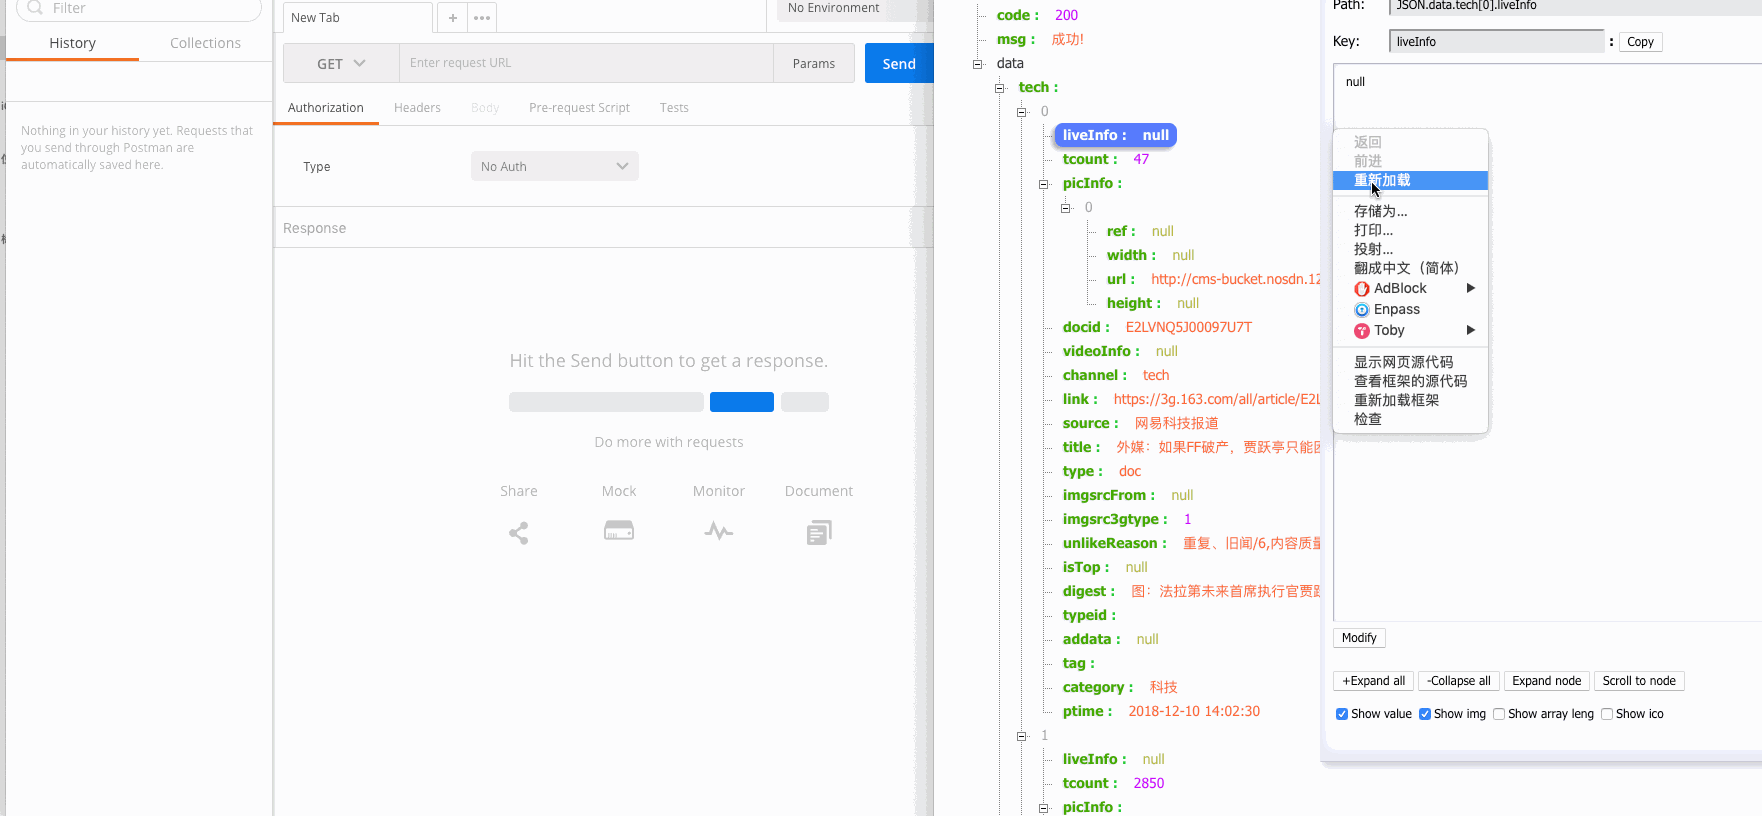 Filter
History
Collections
Nothing in your history yet. Requests that
you send through Postman are
automatically saved here.
New Tab
+
•••
No Environment
GET
Enter request URL
Params
Send
Authorization
Headers
Body
Pre-request Script
Tests
Type
No Auth
Response
Hit the Send button to get a response.
Do more with requests
Share
Mock
Monitor
Document
code : 200
msg : 成功!
data
tech :
0
liveInfo : null
tcount : 47
picInfo :
0
ref : null
width : null
url : http://cms-bucket.nosdn.12
height : null
docid : E2LVNQ5J00097U7T
videoInfo : null
channel : tech
link : https://3g.163.com/all/article/E2L
source : 网易科技报道
title : 外媒：如果FF破产，贾跃亭只能
type : doc
imgsrcFrom : null
imgsrc3gtype : 1
unlikeReason : 重复、旧闻/6,内容质量
isTop : null
digest : 图：法拉第未来首席执行官贾跃
typeid :
addata : null
tag :
category : 科技
ptime : 2018-12-10 14:02:30
1
liveInfo : null
tcount : 2850
picInfo :
Path: JSON.data.tech[0].liveInfo
Key: liveInfo : Copy
null
返回
前进
重新加载
存储为...
打印...
投射...
翻成中文（简体）
AdBlock
Enpass
Toby
显示网页源代码
查看框架的源代码
重新加载框架
检查
Modify
+Expand all
-Collapse all
Expand node
Scroll to node
Show value
Show img
Show array leng
Show ico